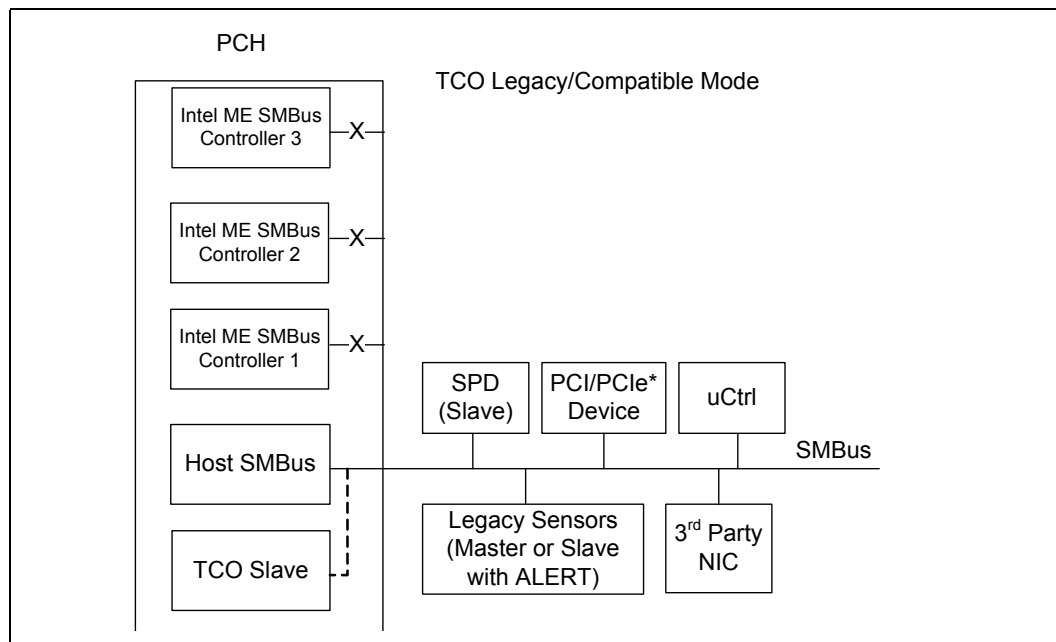 PCH
TCO Legacy/Compatible Mode
Intel ME SMBus
Controller 3
X
Intel ME SMBus
Controller 2
X
Intel ME SMBus
Controller 1
X
SPD
(Slave)
PCI/PCIe*
Device
uCtrl
Host SMBus
SMBus
Legacy Sensors
(Master or Slave
with ALERT)
3rd Party
NIC
TCO Slave